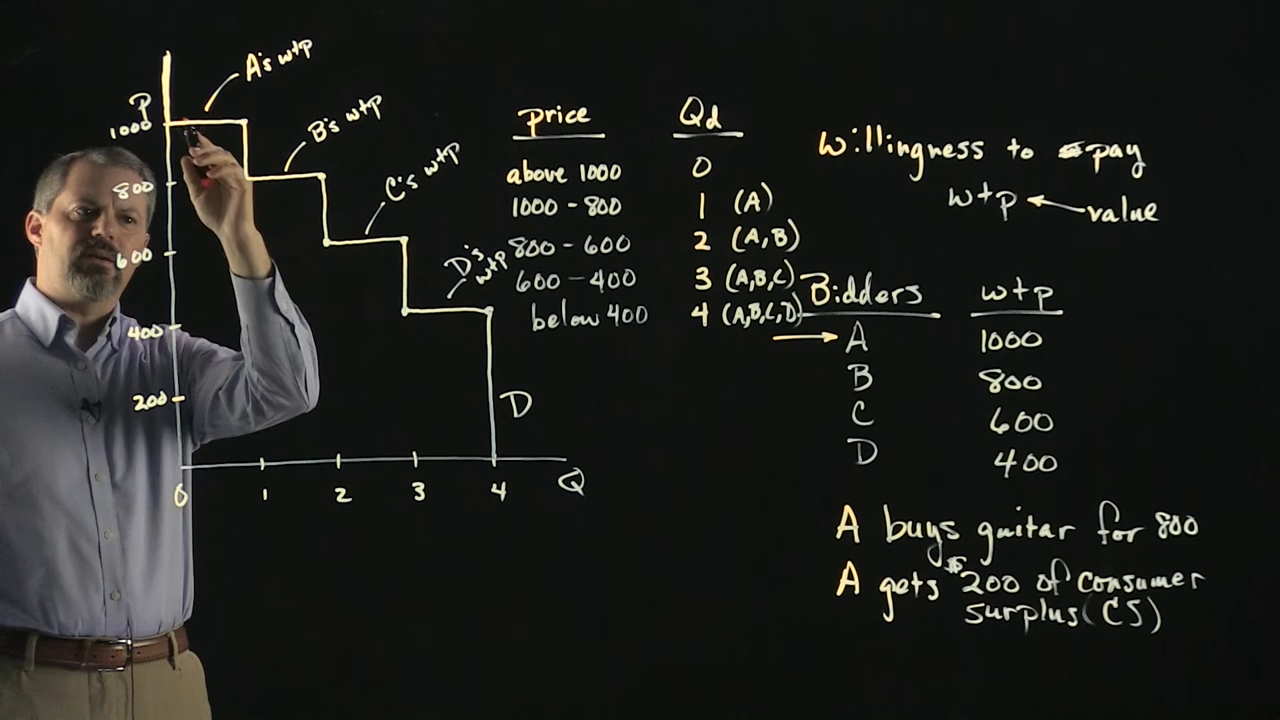 A's wtp
P
1000
B's wtp
800
C's wtp
600
D's wtp
400
200
D
0 1 2 3 4 Q
price Qd
above 1000 0
1000 - 800 1 (A)
800 - 600 2 (A,B)
600 - 400 3 (A,B,C)
below 400 4 (A,B,C,D)
Willingness to pay
wtp ← value
Bidders wtp
→ A 1000
B 800
C 600
D 400
A buys guitar for 800
A gets $200 of consumer
surplus (CS)